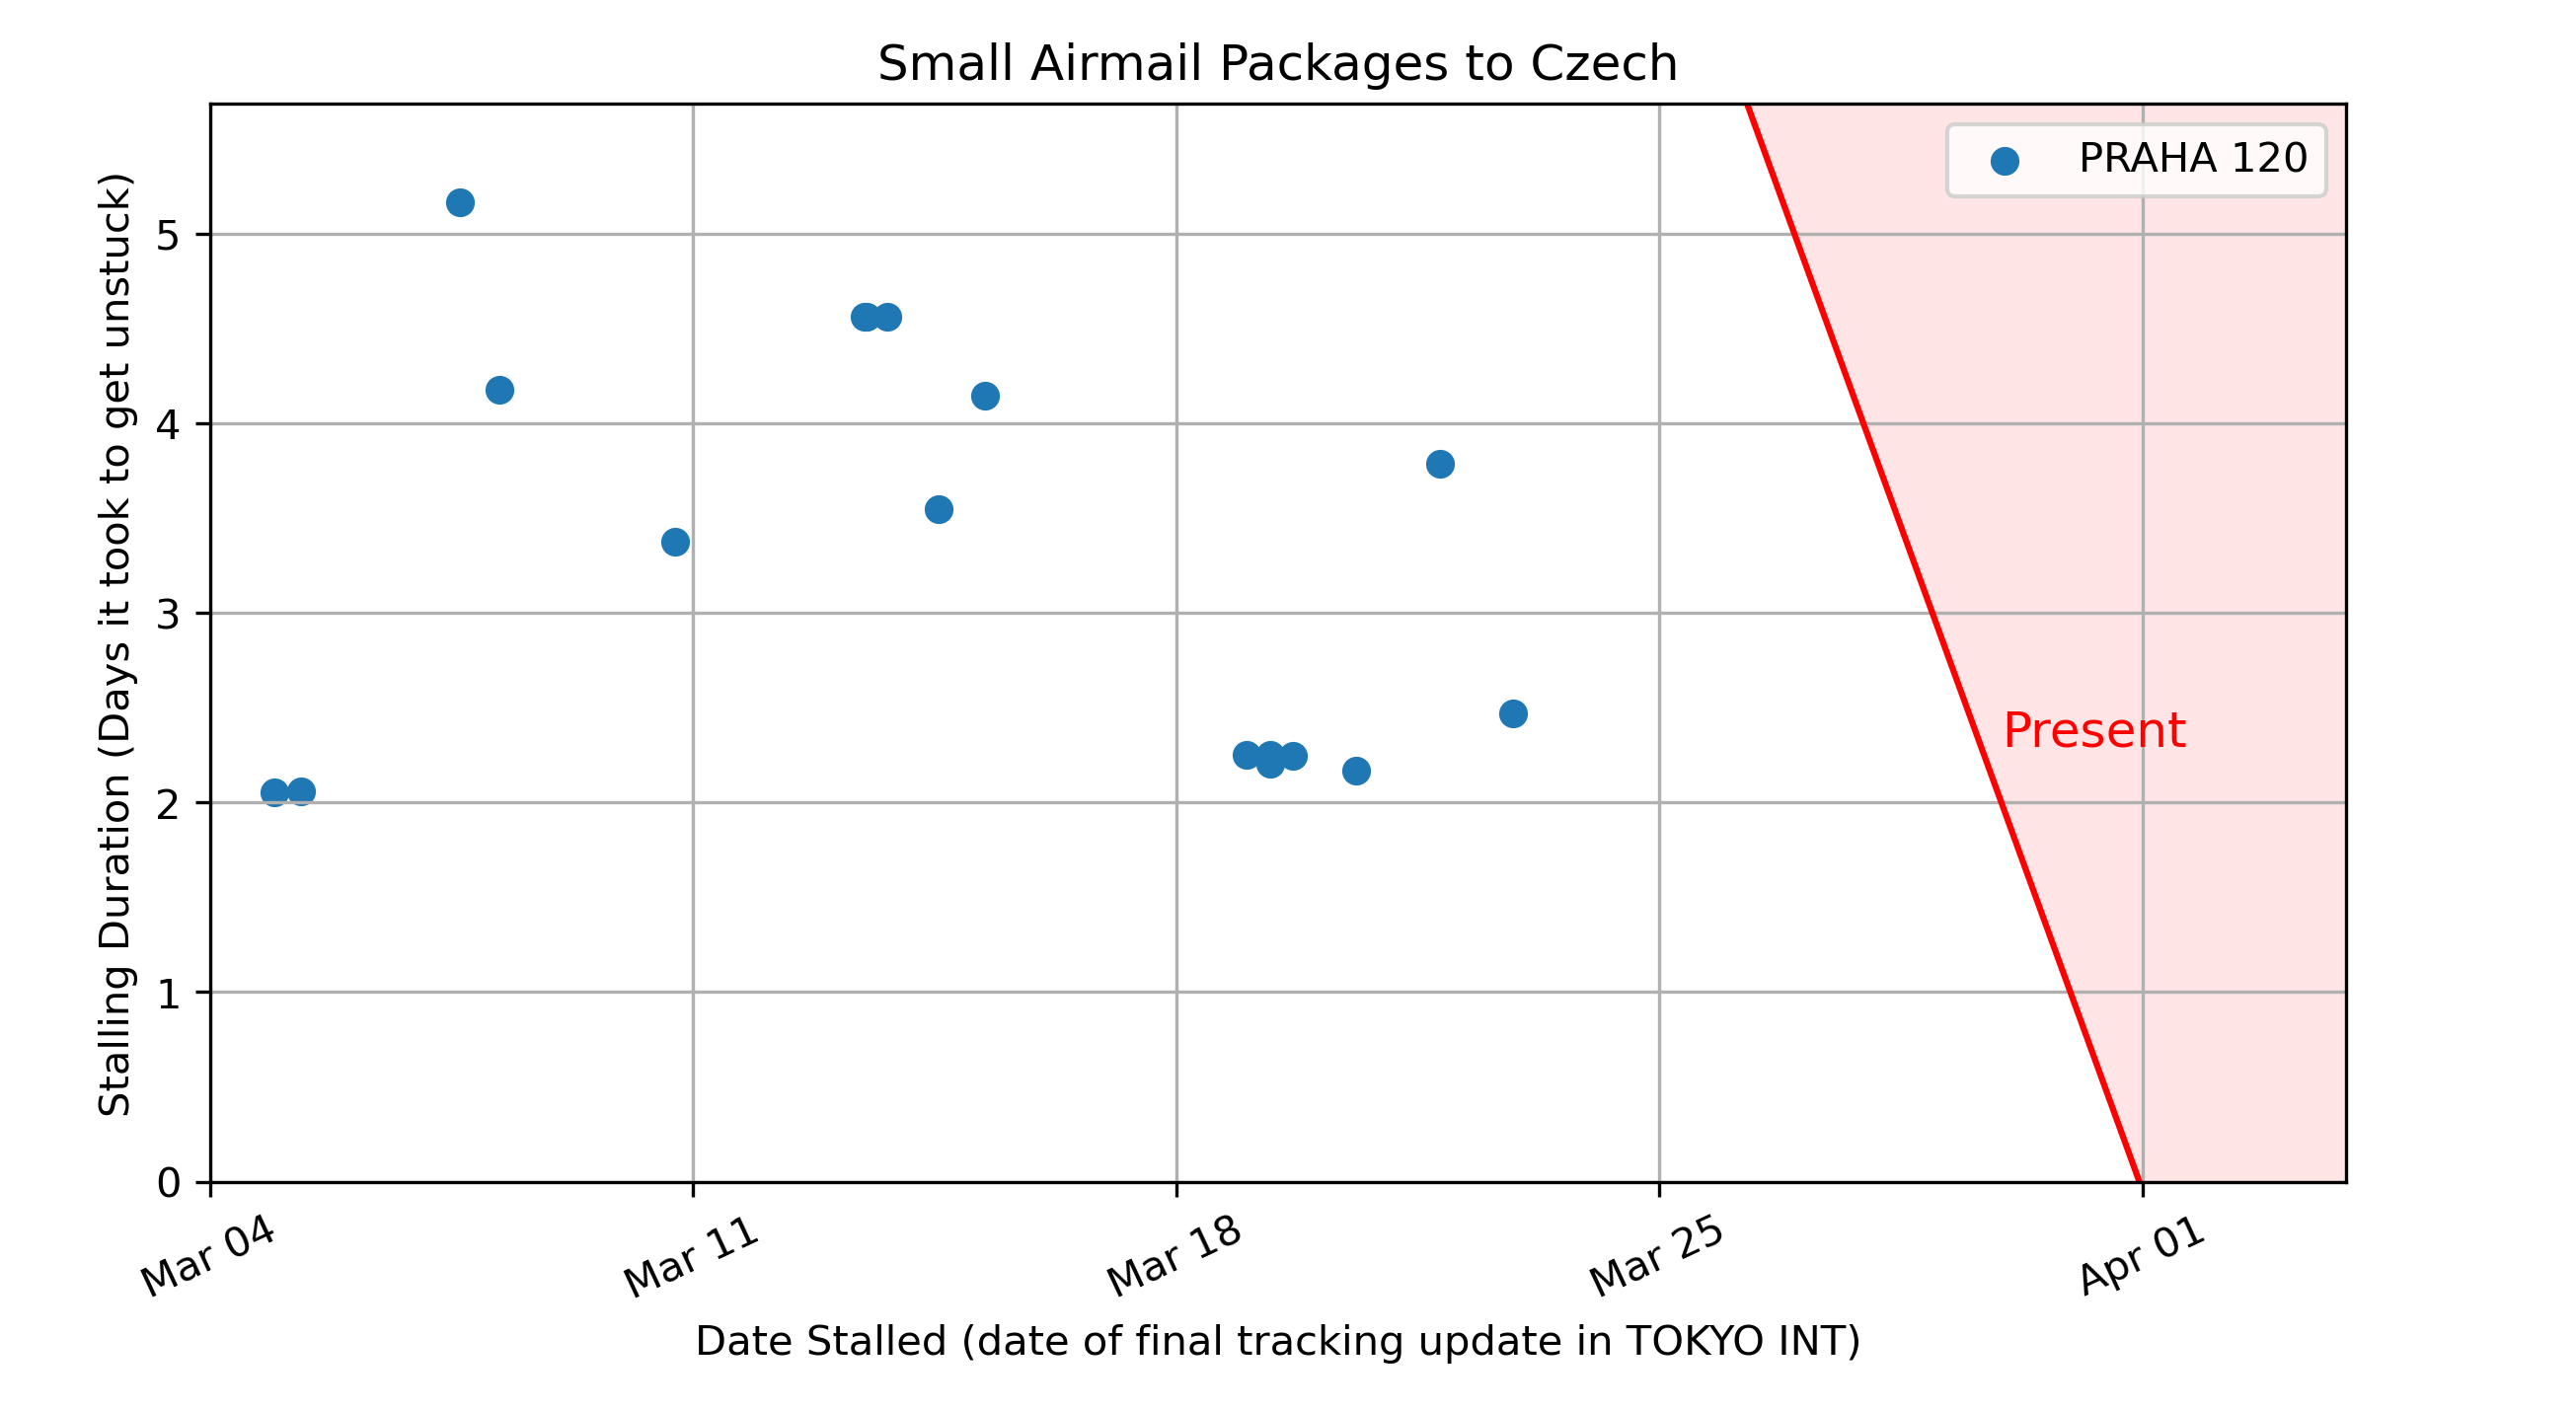 Small Airmail Packages to Czech
PRAHA 120
Stalling Duration (Days it took to get unstuck)
5
4
3
2
1
0
Present
Mar 04
Mar 11
Mar 18
Mar 25
Apr 01
Date Stalled (date of final tracking update in TOKYO INT)